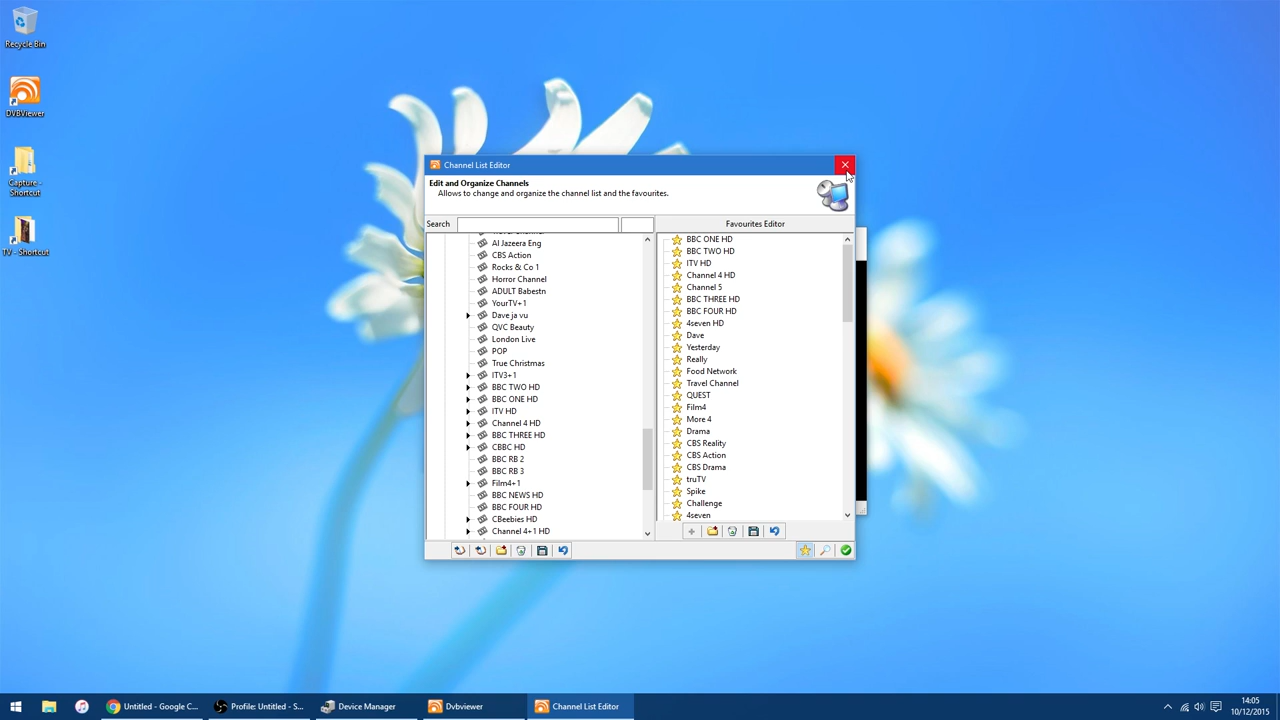 Recycle Bin
DVBViewer
Capture -
Shortcut
TV - Shortcut
Channel List Editor
Edit and Organize Channels
Allows to change and organize the channel list and the favourites.
Search
Favourites Editor
Al Jazeera Eng
CBS Action
Rocks & Co 1
Horror Channel
ADULT Babestn
YourTV+1
Dave ja vu
QVC Beauty
London Live
POP
True Christmas
ITV3+1
BBC TWO HD
BBC ONE HD
ITV HD
Channel 4 HD
BBC THREE HD
CBBC HD
BBC RB 2
BBC RB 3
Film4+1
BBC NEWS HD
BBC FOUR HD
CBeebies HD
Channel 4+1 HD
BBC ONE HD
BBC TWO HD
ITV HD
Channel 4 HD
Channel 5
BBC THREE HD
BBC FOUR HD
4seven HD
Dave
Yesterday
Really
Food Network
Travel Channel
QUEST
Film4
More 4
Drama
CBS Reality
CBS Action
CBS Drama
truTV
Spike
Challenge
4seven
Untitled - Google C...
Profile: Untitled - S...
Device Manager
Dvbviewer
Channel List Editor
14:05
10/12/2015